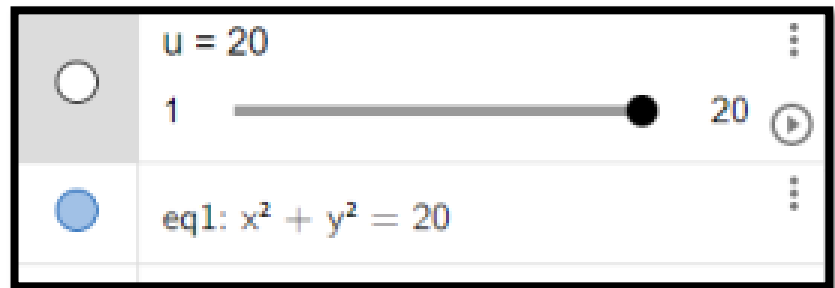 u = 20
1 20
eq1: x² + y² = 20